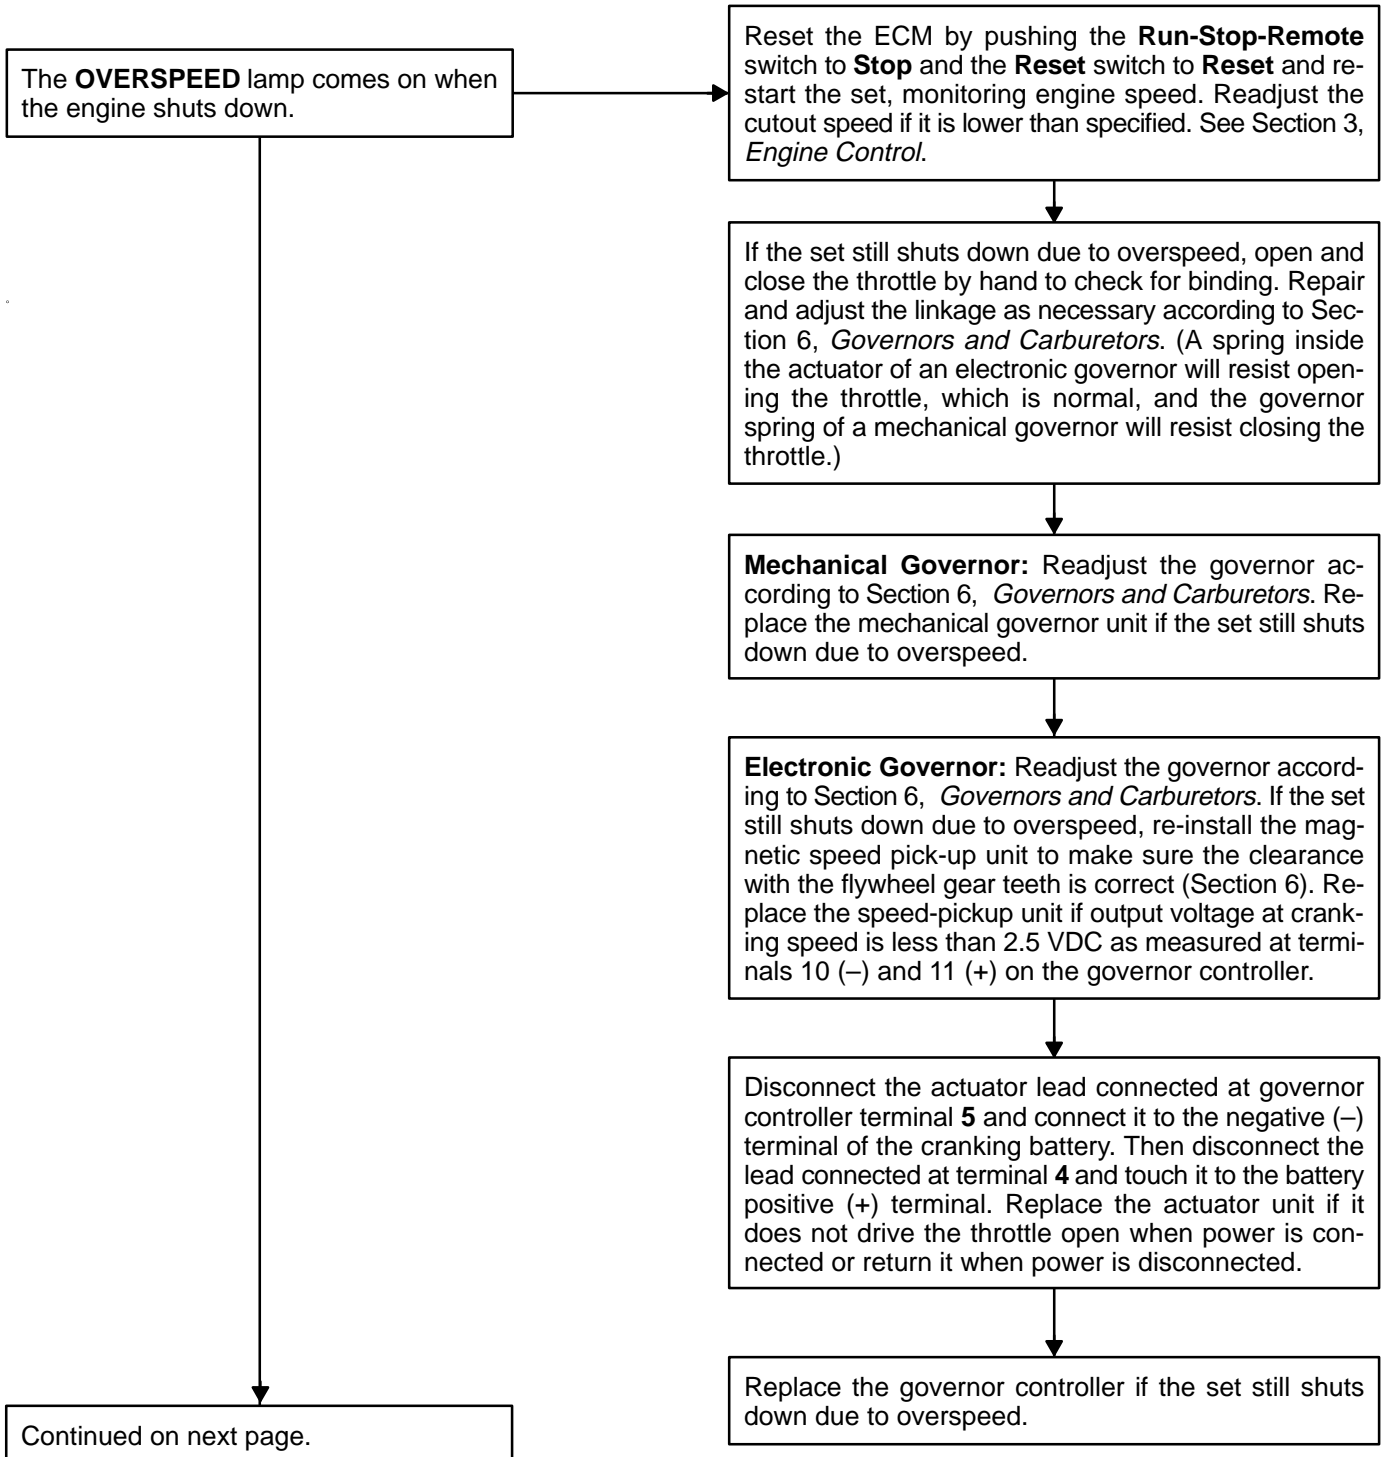 The OVERSPEED lamp comes on when
the engine shuts down.
Reset the ECM by pushing the Run-Stop-Remote
switch to Stop and the Reset switch to Reset and re-
start the set, monitoring engine speed. Readjust the
cutout speed if it is lower than specified. See Section 3,
Engine Control.
If the set still shuts down due to overspeed, open and
close the throttle by hand to check for binding. Repair
and adjust the linkage as necessary according to Sec-
tion 6, Governors and Carburetors. (A spring inside
the actuator of an electronic governor will resist open-
ing the throttle, which is normal, and the governor
spring of a mechanical governor will resist closing the
throttle.)
Mechanical Governor: Readjust the governor ac-
cording to Section 6, Governors and Carburetors. Re-
place the mechanical governor unit if the set still shuts
down due to overspeed.
Electronic Governor: Readjust the governor accord-
ing to Section 6, Governors and Carburetors. If the set
still shuts down due to overspeed, re-install the mag-
netic speed pick-up unit to make sure the clearance
with the flywheel gear teeth is correct (Section 6). Re-
place the speed-pickup unit if output voltage at crank-
ing speed is less than 2.5 VDC as measured at termi-
nals 10 (–) and 11 (+) on the governor controller.
Disconnect the actuator lead connected at governor
controller terminal 5 and connect it to the negative (–)
terminal of the cranking battery. Then disconnect the
lead connected at terminal 4 and touch it to the battery
positive (+) terminal. Replace the actuator unit if it
does not drive the throttle open when power is con-
nected or return it when power is disconnected.
Replace the governor controller if the set still shuts
down due to overspeed.
Continued on next page.